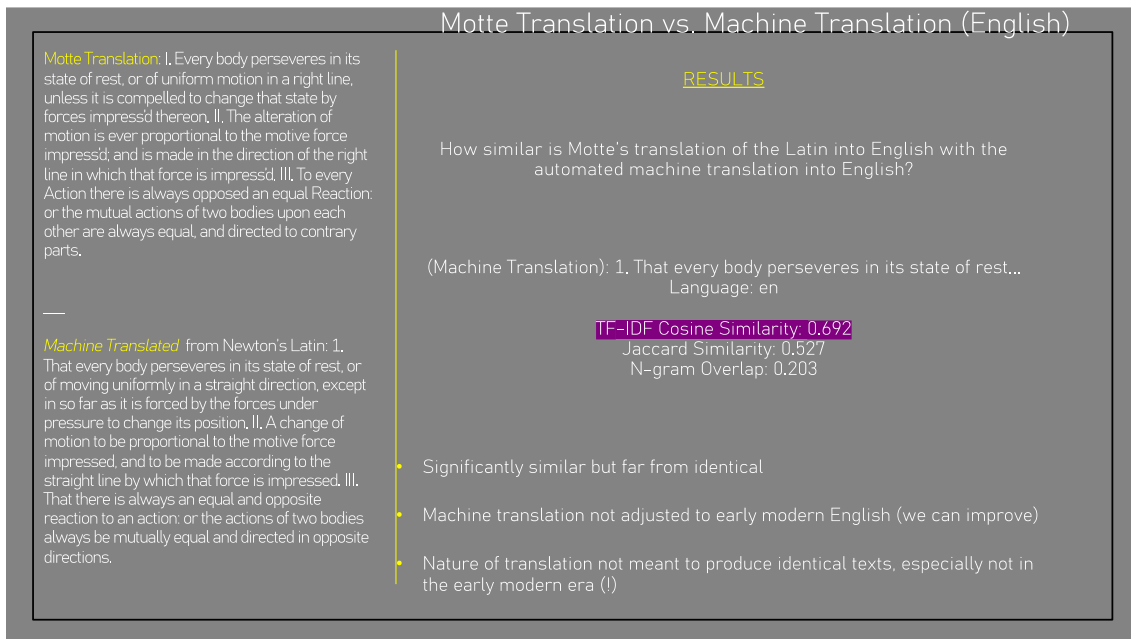 Motte Translation vs. Machine Translation (English)
Motte Translation: I. Every body perseveres in its
state of rest, or of uniform motion in a right line,
unless it is compelled to change that state by
forces impress'd thereon. II. The alteration of
motion is ever proportional to the motive force
impress'd; and is made in the direction of the right
line in which that force is impress'd. III. To every
Action there is always opposed an equal Reaction:
or the mutual actions of two bodies upon each
other are always equal, and directed to contrary
parts.
—
Machine Translated from Newton's Latin: 1.
That every body perseveres in its state of rest, or
of moving uniformly in a straight direction, except
in so far as it is forced by the forces under
pressure to change its position. II. A change of
motion to be proportional to the motive force
impressed, and to be made according to the
straight line by which that force is impressed. III.
That there is always an equal and opposite
reaction to an action: or the actions of two bodies
always be mutually equal and directed in opposite
directions.
RESULTS
How similar is Motte's translation of the Latin into English with the
automated machine translation into English?
(Machine Translation): 1. That every body perseveres in its state of rest...
Language: en
TF-IDF Cosine Similarity: 0.692
Jaccard Similarity: 0.527
N-gram Overlap: 0.203
• Significantly similar but far from identical
• Machine translation not adjusted to early modern English (we can improve)
• Nature of translation not meant to produce identical texts, especially not in
the early modern era (!)